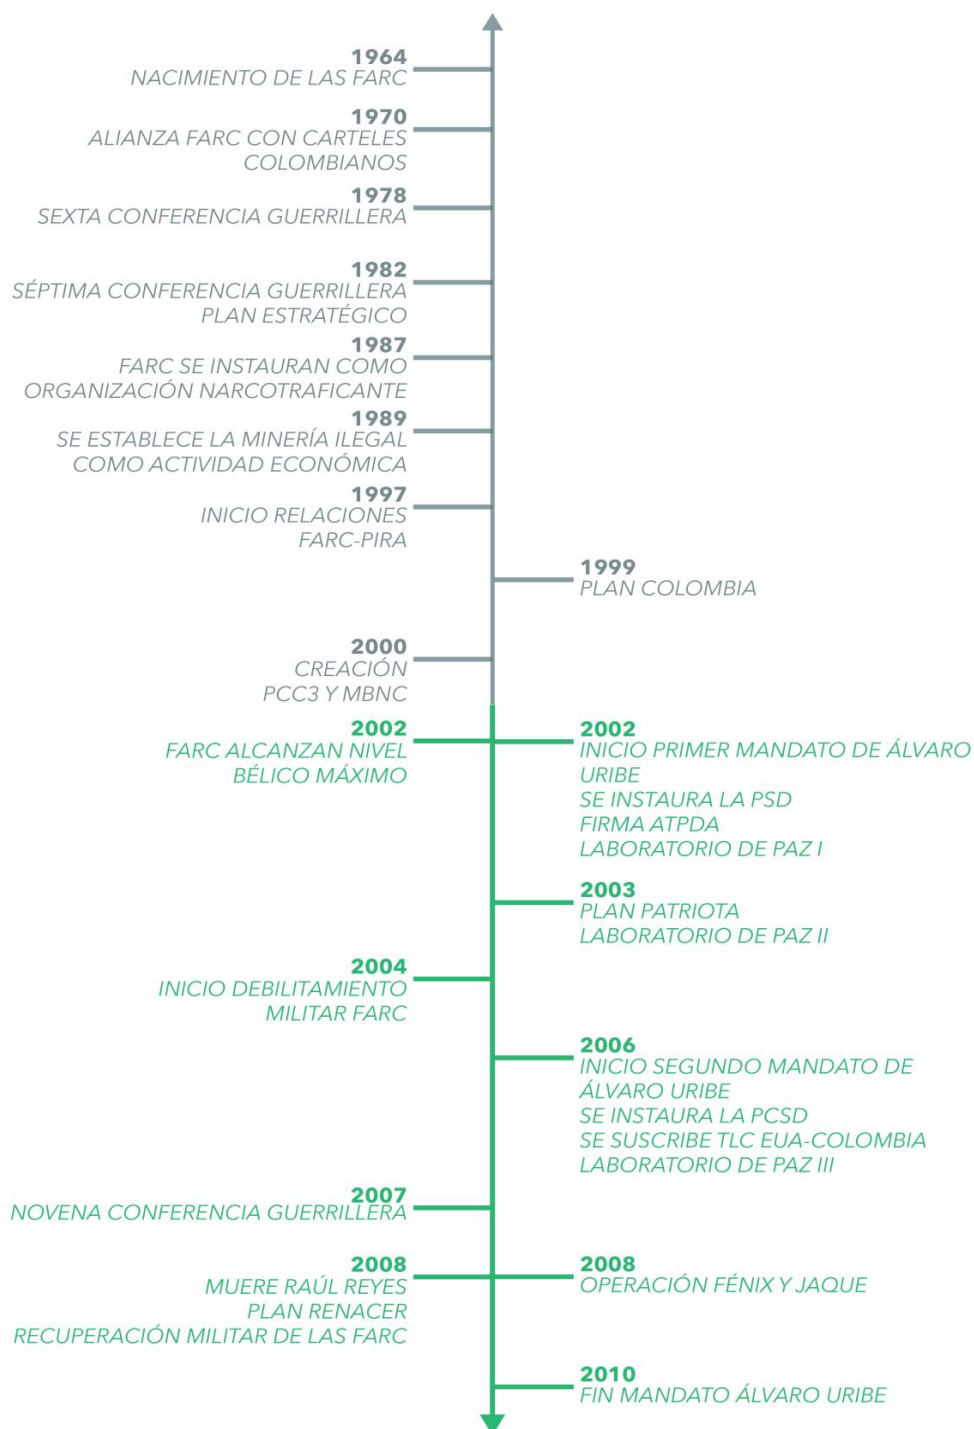 1964
NACIMIENTO DE LAS FARC
1970
ALIANZA FARC CON CARTELES
COLOMBIANOS
1978
SEXTA CONFERENCIA GUERRILLERA
1982
SÉPTIMA CONFERENCIA GUERRILLERA
PLAN ESTRATÉGICO
1987
FARC SE INSTAURAN COMO
ORGANIZACIÓN NARCOTRAFICANTE
1989
SE ESTABLECE LA MINERÍA ILEGAL
COMO ACTIVIDAD ECONÓMICA
1997
INICIO RELACIONES
FARC-PIRA
1999
PLAN COLOMBIA
2000
CREACIÓN
PCC3 Y MBNC
2002
FARC ALCANZAN NIVEL
BÉLICO MÁXIMO
2002
INICIO PRIMER MANDATO DE ÁLVARO
URIBE
SE INSTAURA LA PSD
FIRMA ATPDA
LABORATORIO DE PAZ I
2003
PLAN PATRIOTA
LABORATORIO DE PAZ II
2004
INICIO DEBILITAMIENTO
MILITAR FARC
2006
INICIO SEGUNDO MANDATO DE
ÁLVARO URIBE
SE INSTAURA LA PCSD
SE SUSCRIBE TLC EUA-COLOMBIA
LABORATORIO DE PAZ III
2007
NOVENA CONFERENCIA GUERRILLERA
2008
MUERE RAÚL REYES
PLAN RENACER
RECUPERACIÓN MILITAR DE LAS FARC
2008
OPERACIÓN FÉNIX Y JAQUE
2010
FIN MANDATO ÁLVARO URIBE